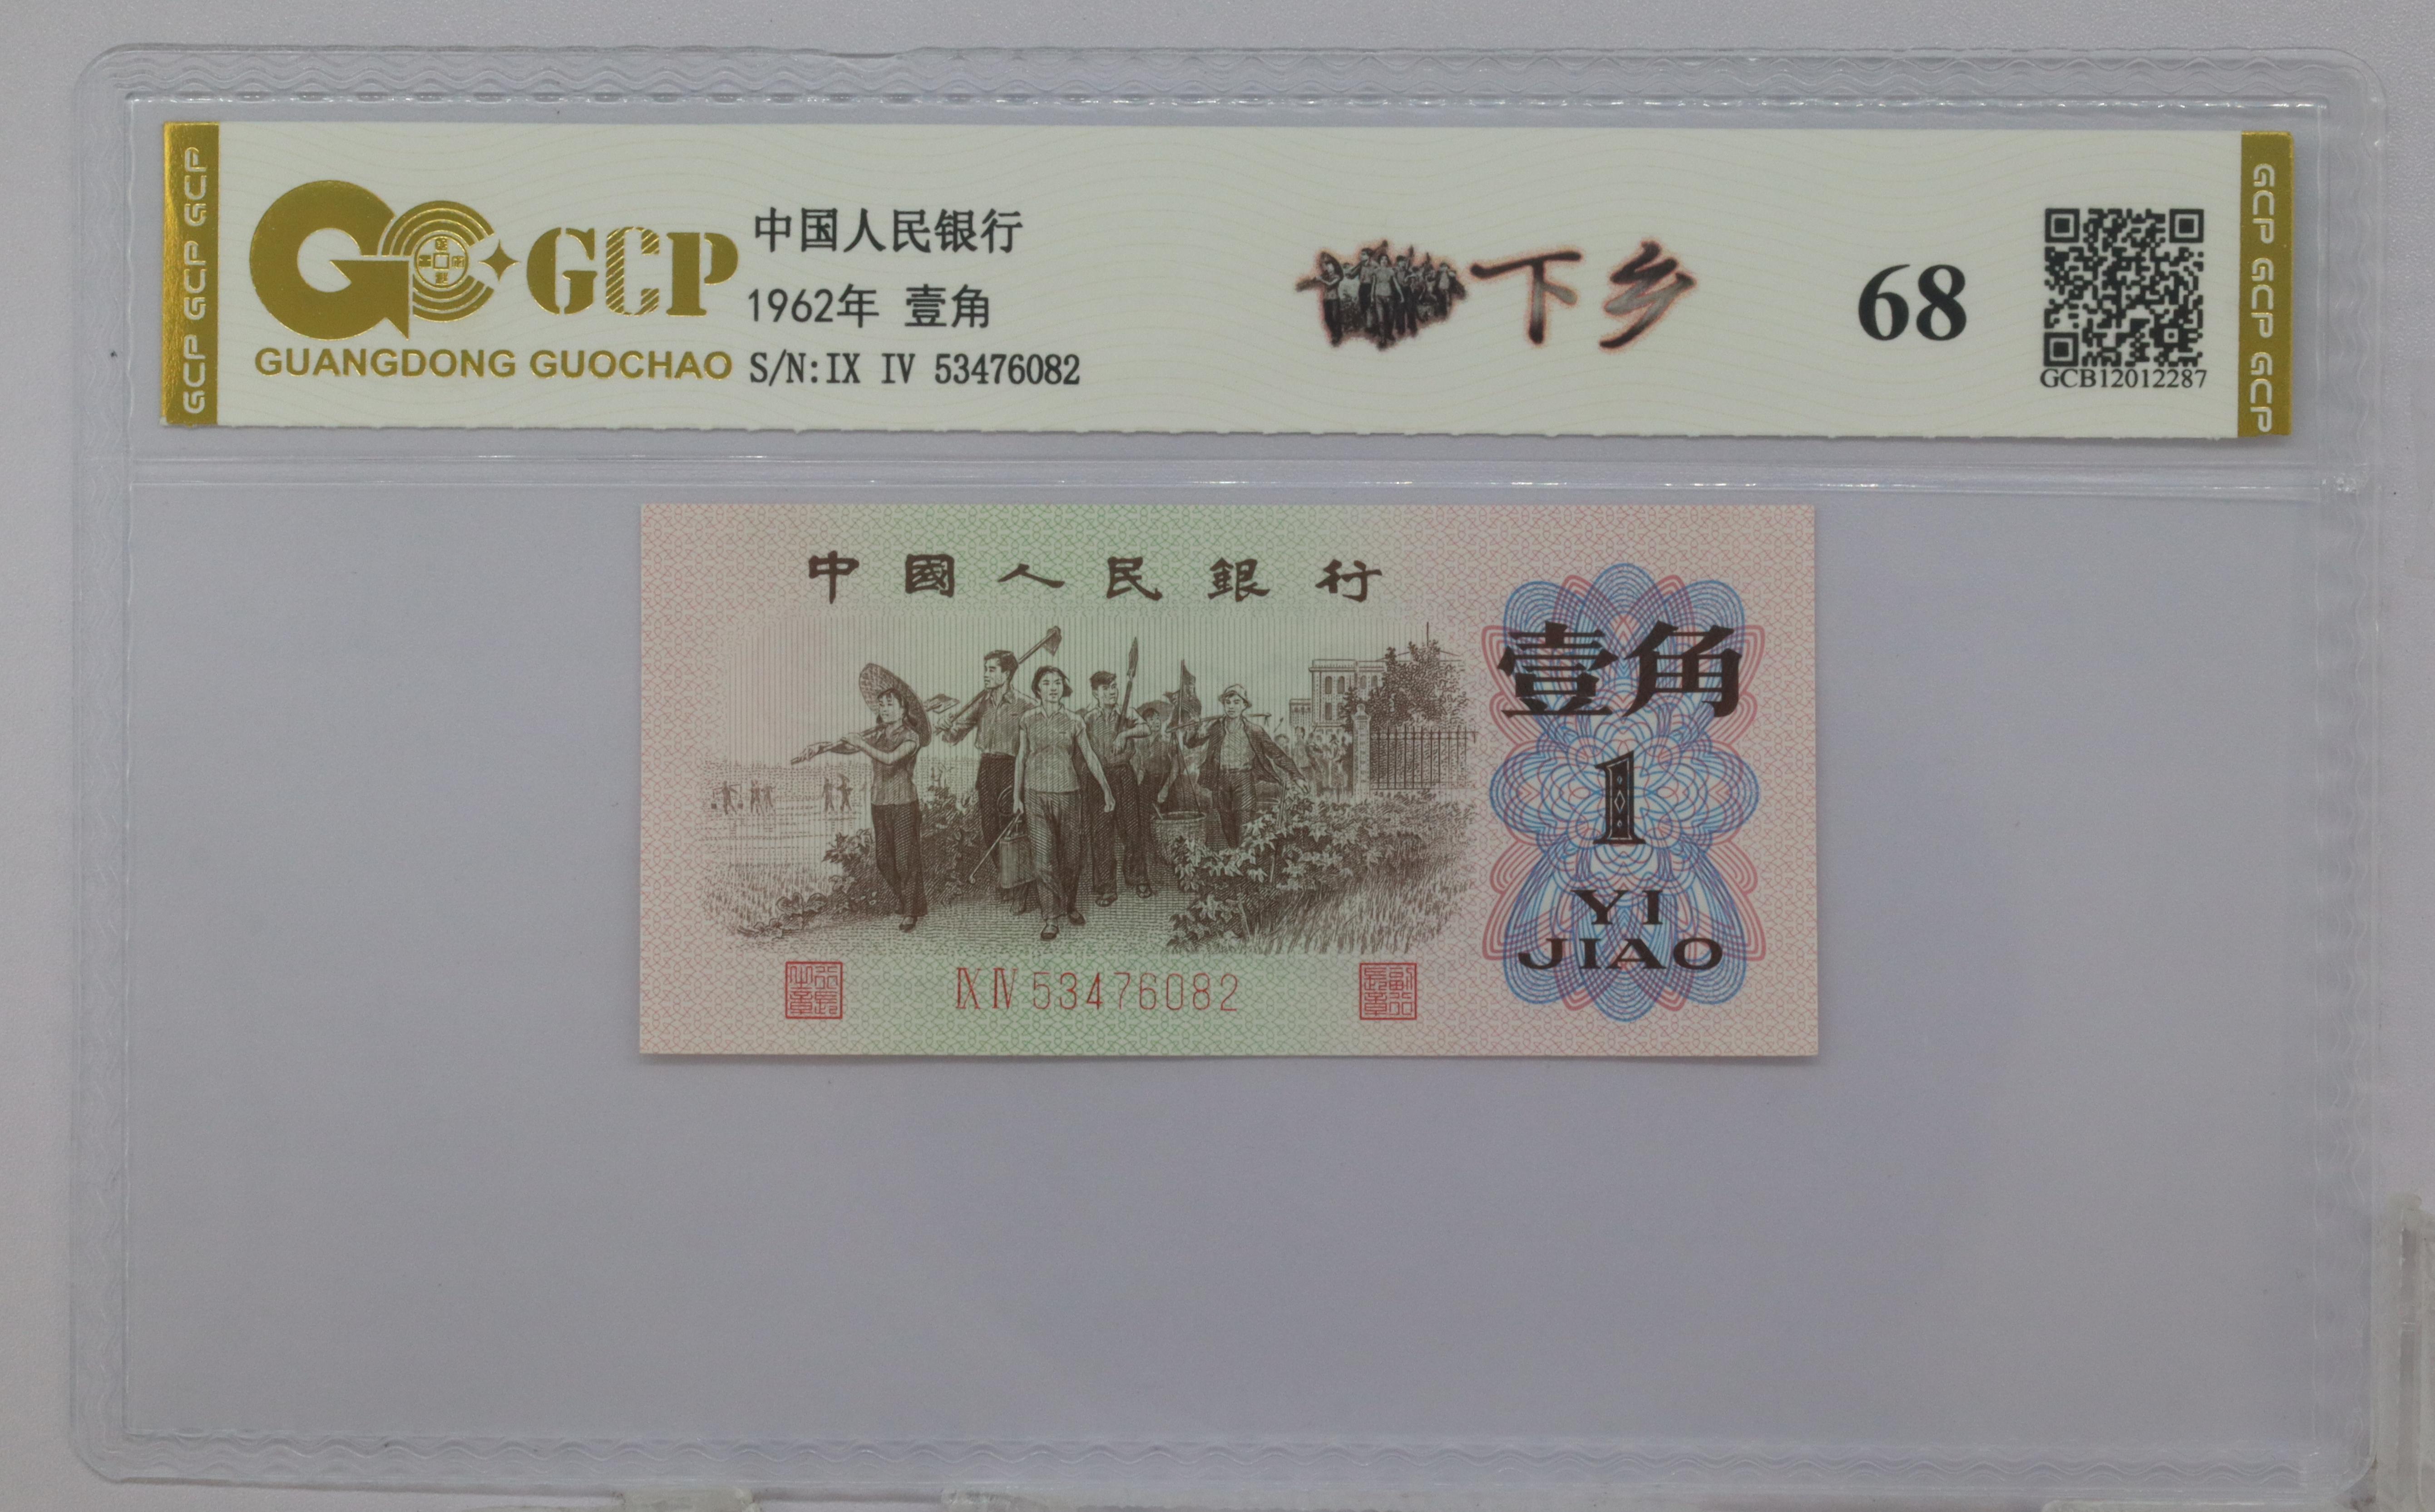 GCP GCP GCP
GCP
GUANGDONG GUOCHAO
中国人民银行
1962年 壹角
S/N:IX IV 53476082
下乡
68
GCB12012287
GCP GCP GCP
中國人民銀行
壹角
1
YI
JIAO
IX IV 53476082